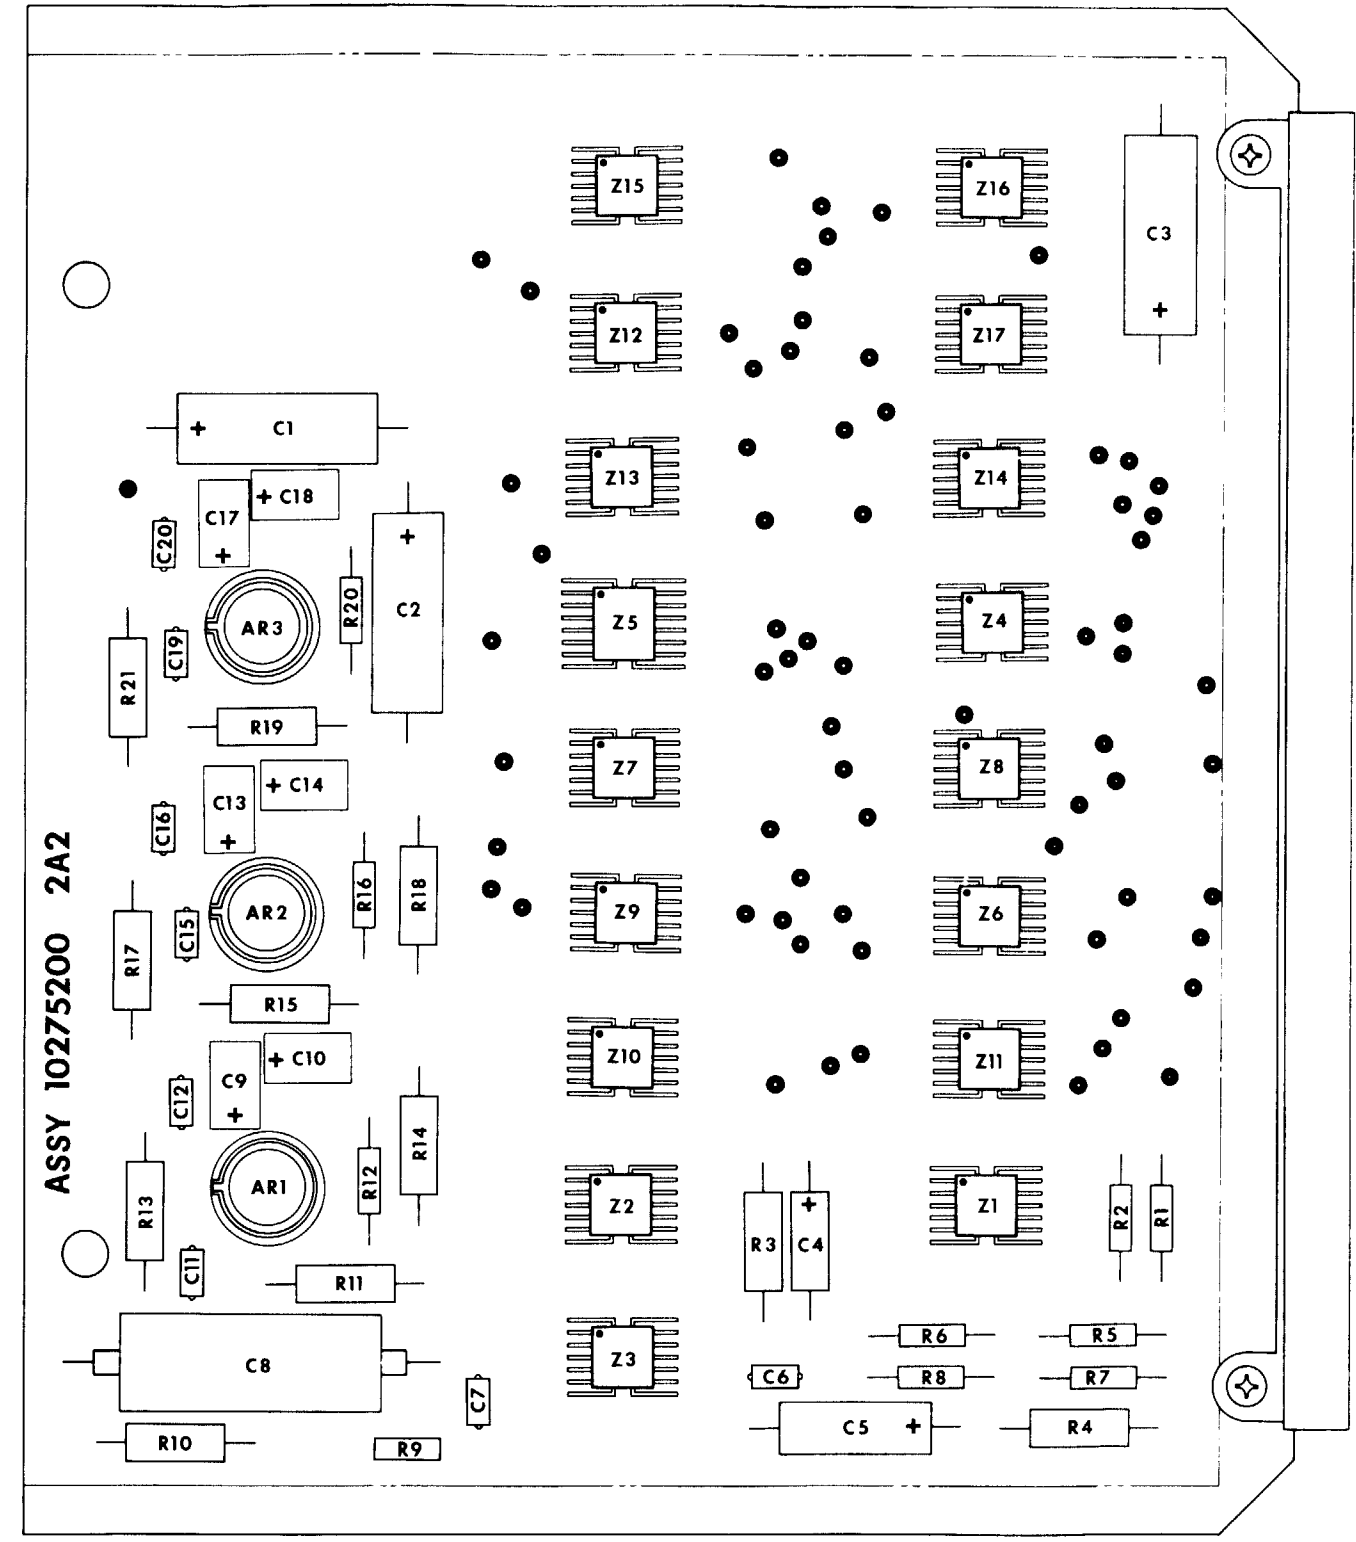 Z15
Z16
C3
+
Z12
Z17
+ C1
Z13
Z14
C17
+
+ C18
C20
+
C2
R20
AR3
C19
R21
Z5
Z4
R19
Z7
Z8
C13
+
+ C14
C16
R16
R18
AR2
C15
R17
Z9
Z6
ASSY 10275200 2A2
R15
Z10
Z11
C9
+
+ C10
C12
R14
R12
AR1
R13
Z2
Z1
R3
+
C4
R2
R1
C11
R11
C8
Z3
R6
R5
C6
R8
R7
C7
C5 +
R4
R10
R9